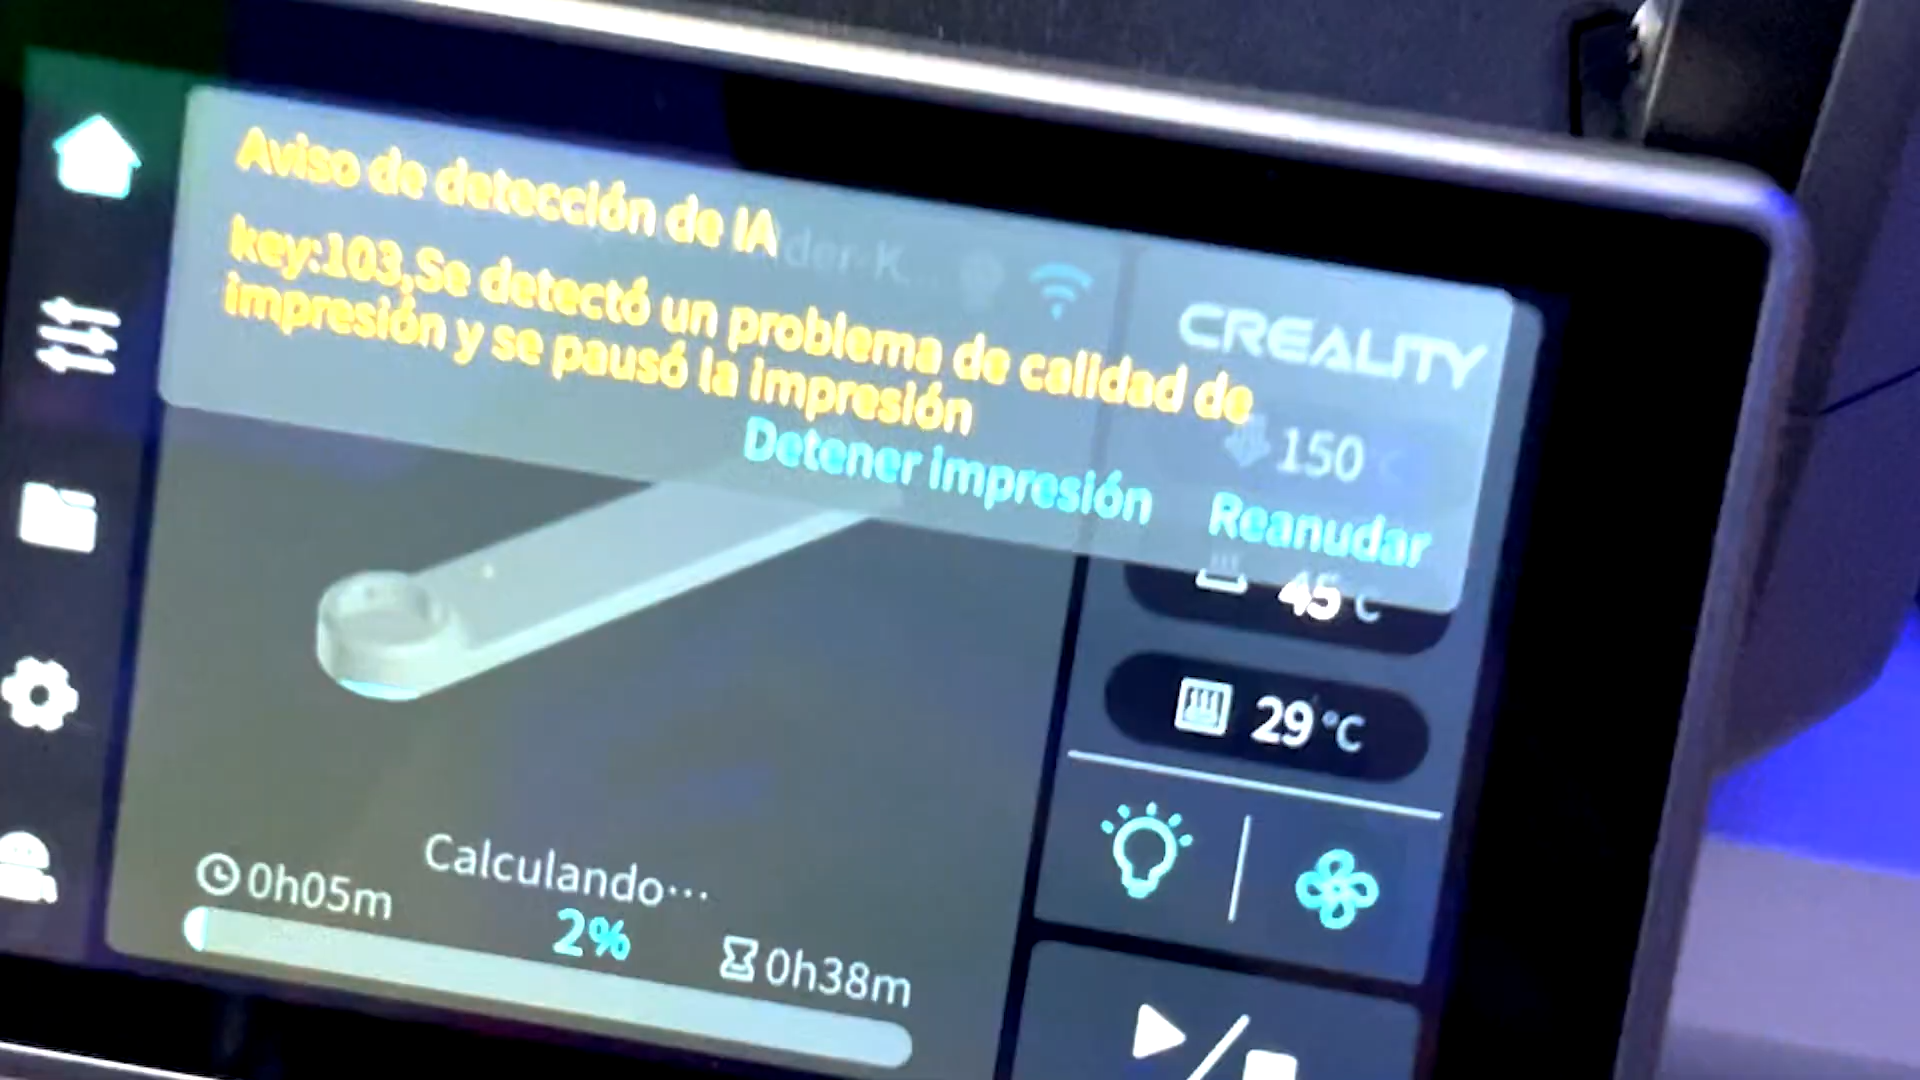 Aviso de detección de IA
der-K...
key:103,Se detectó un problema de calidad de
impresión y se pausó la impresión
CREALITY
150
Detener impresión Reanudar
45°C
29°C
Calculando...
0h05m
2%
0h38m